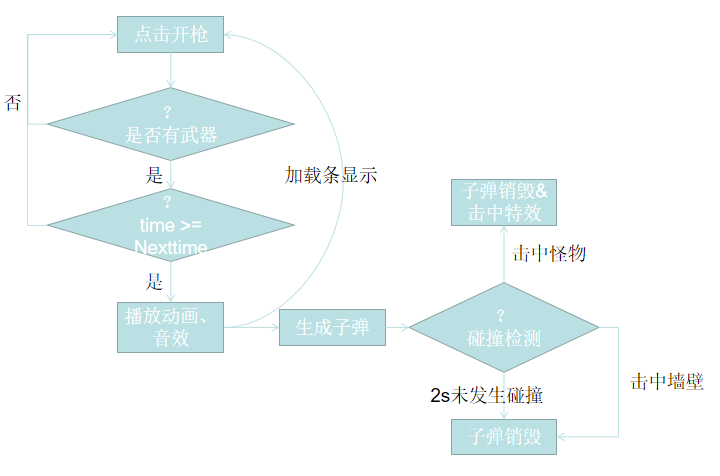 点击开枪
否
?
是否有武器
是
加载条显示
?
time >=
Nexttime
是
播放动画、
音效
生成子弹
子弹销毁&
击中特效
击中怪物
?
碰撞检测
击中墙壁
2s未发生碰撞
子弹销毁